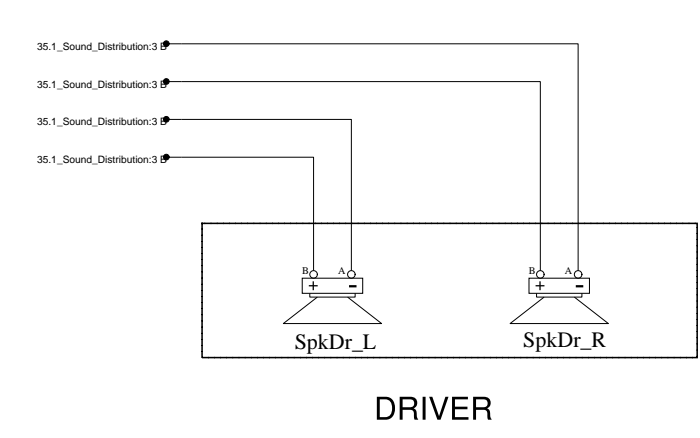 35.1_Sound_Distribution:3 B
35.1_Sound_Distribution:3 B
35.1_Sound_Distribution:3 B
35.1_Sound_Distribution:3 B
B A B A
+ - + -
SpkDr_L SpkDr_R
DRIVER